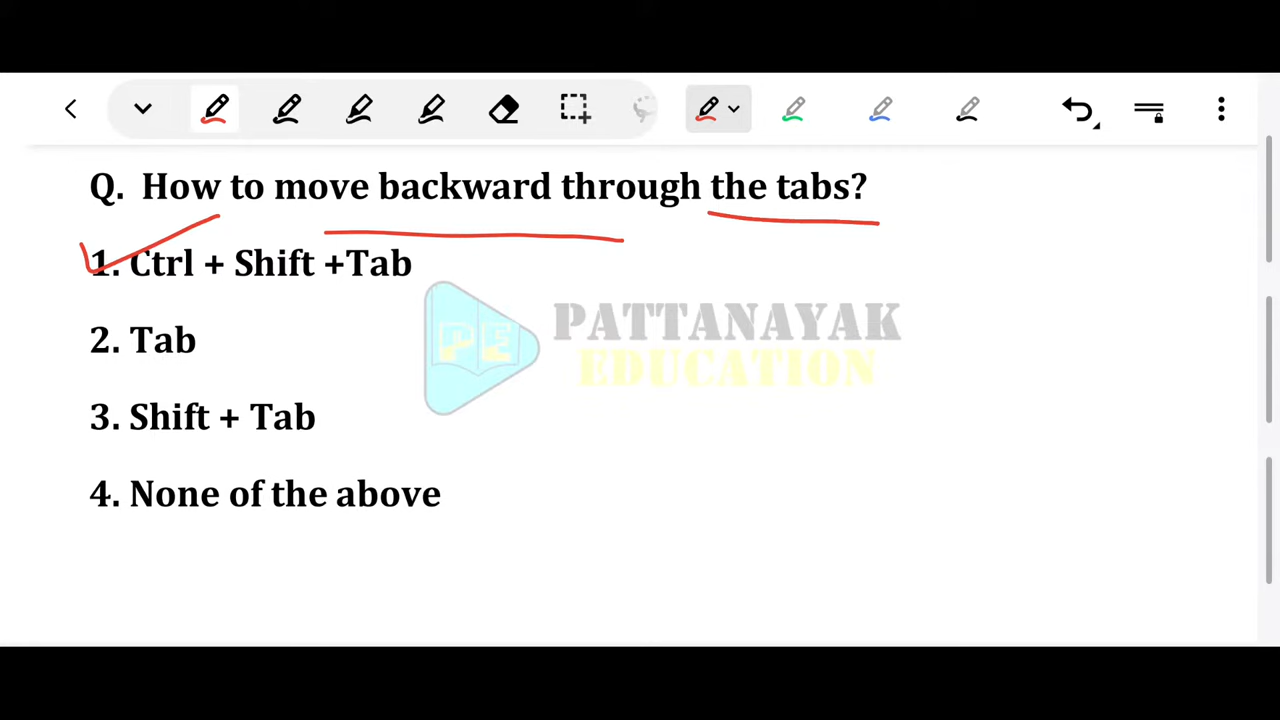 Q. How to move backward through the tabs?
1. Ctrl + Shift +Tab
PATTANAYAK
PE
EDUCATION
2. Tab
3. Shift + Tab
4. None of the above